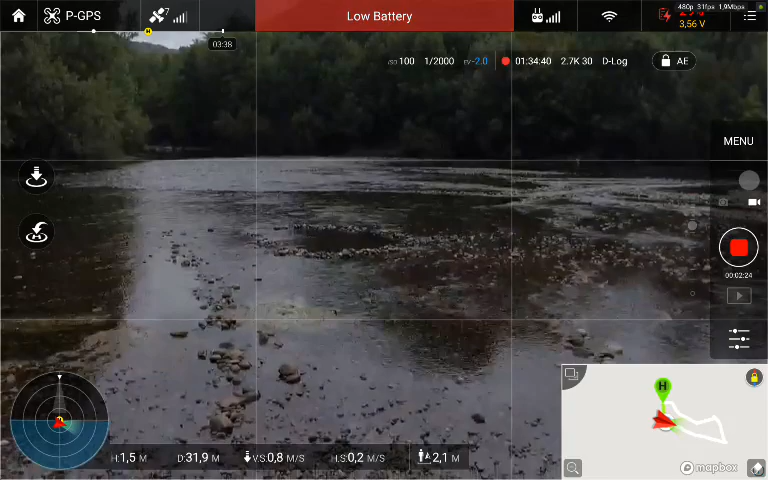 P-GPS
7
Low Battery
480p 31fps 1,9Mbps
3,56 V
H
03:38
ISO 100 1/2000 EV -2.0 01:34:40 2.7K 30 D-Log AE
MENU
H
00:02:24
H
H:1,5 M D:31,9 M V.S:0,8 M/S H.S:0,2 M/S 2,1 M
mapbox